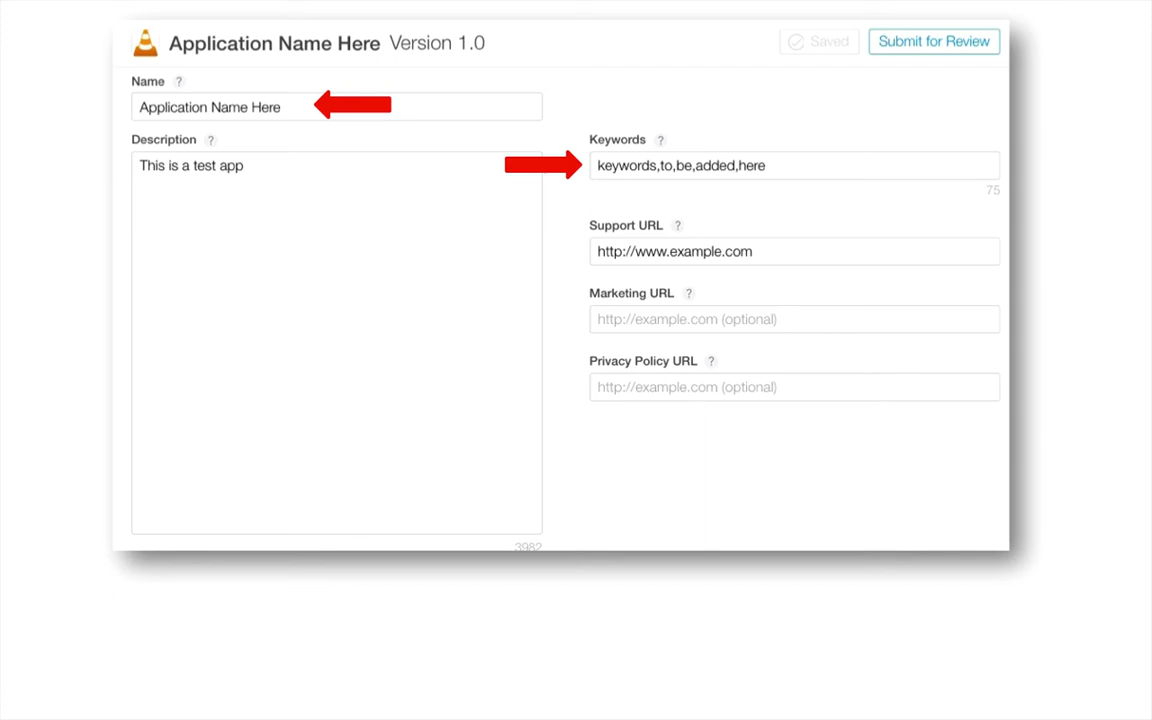 Application Name Here Version 1.0
Saved
Submit for Review
Name ?
Application Name Here
Description ?
This is a test app
3982
Keywords ?
keywords,to,be,added,here
75
Support URL ?
http://www.example.com
Marketing URL ?
http://example.com (optional)
Privacy Policy URL ?
http://example.com (optional)